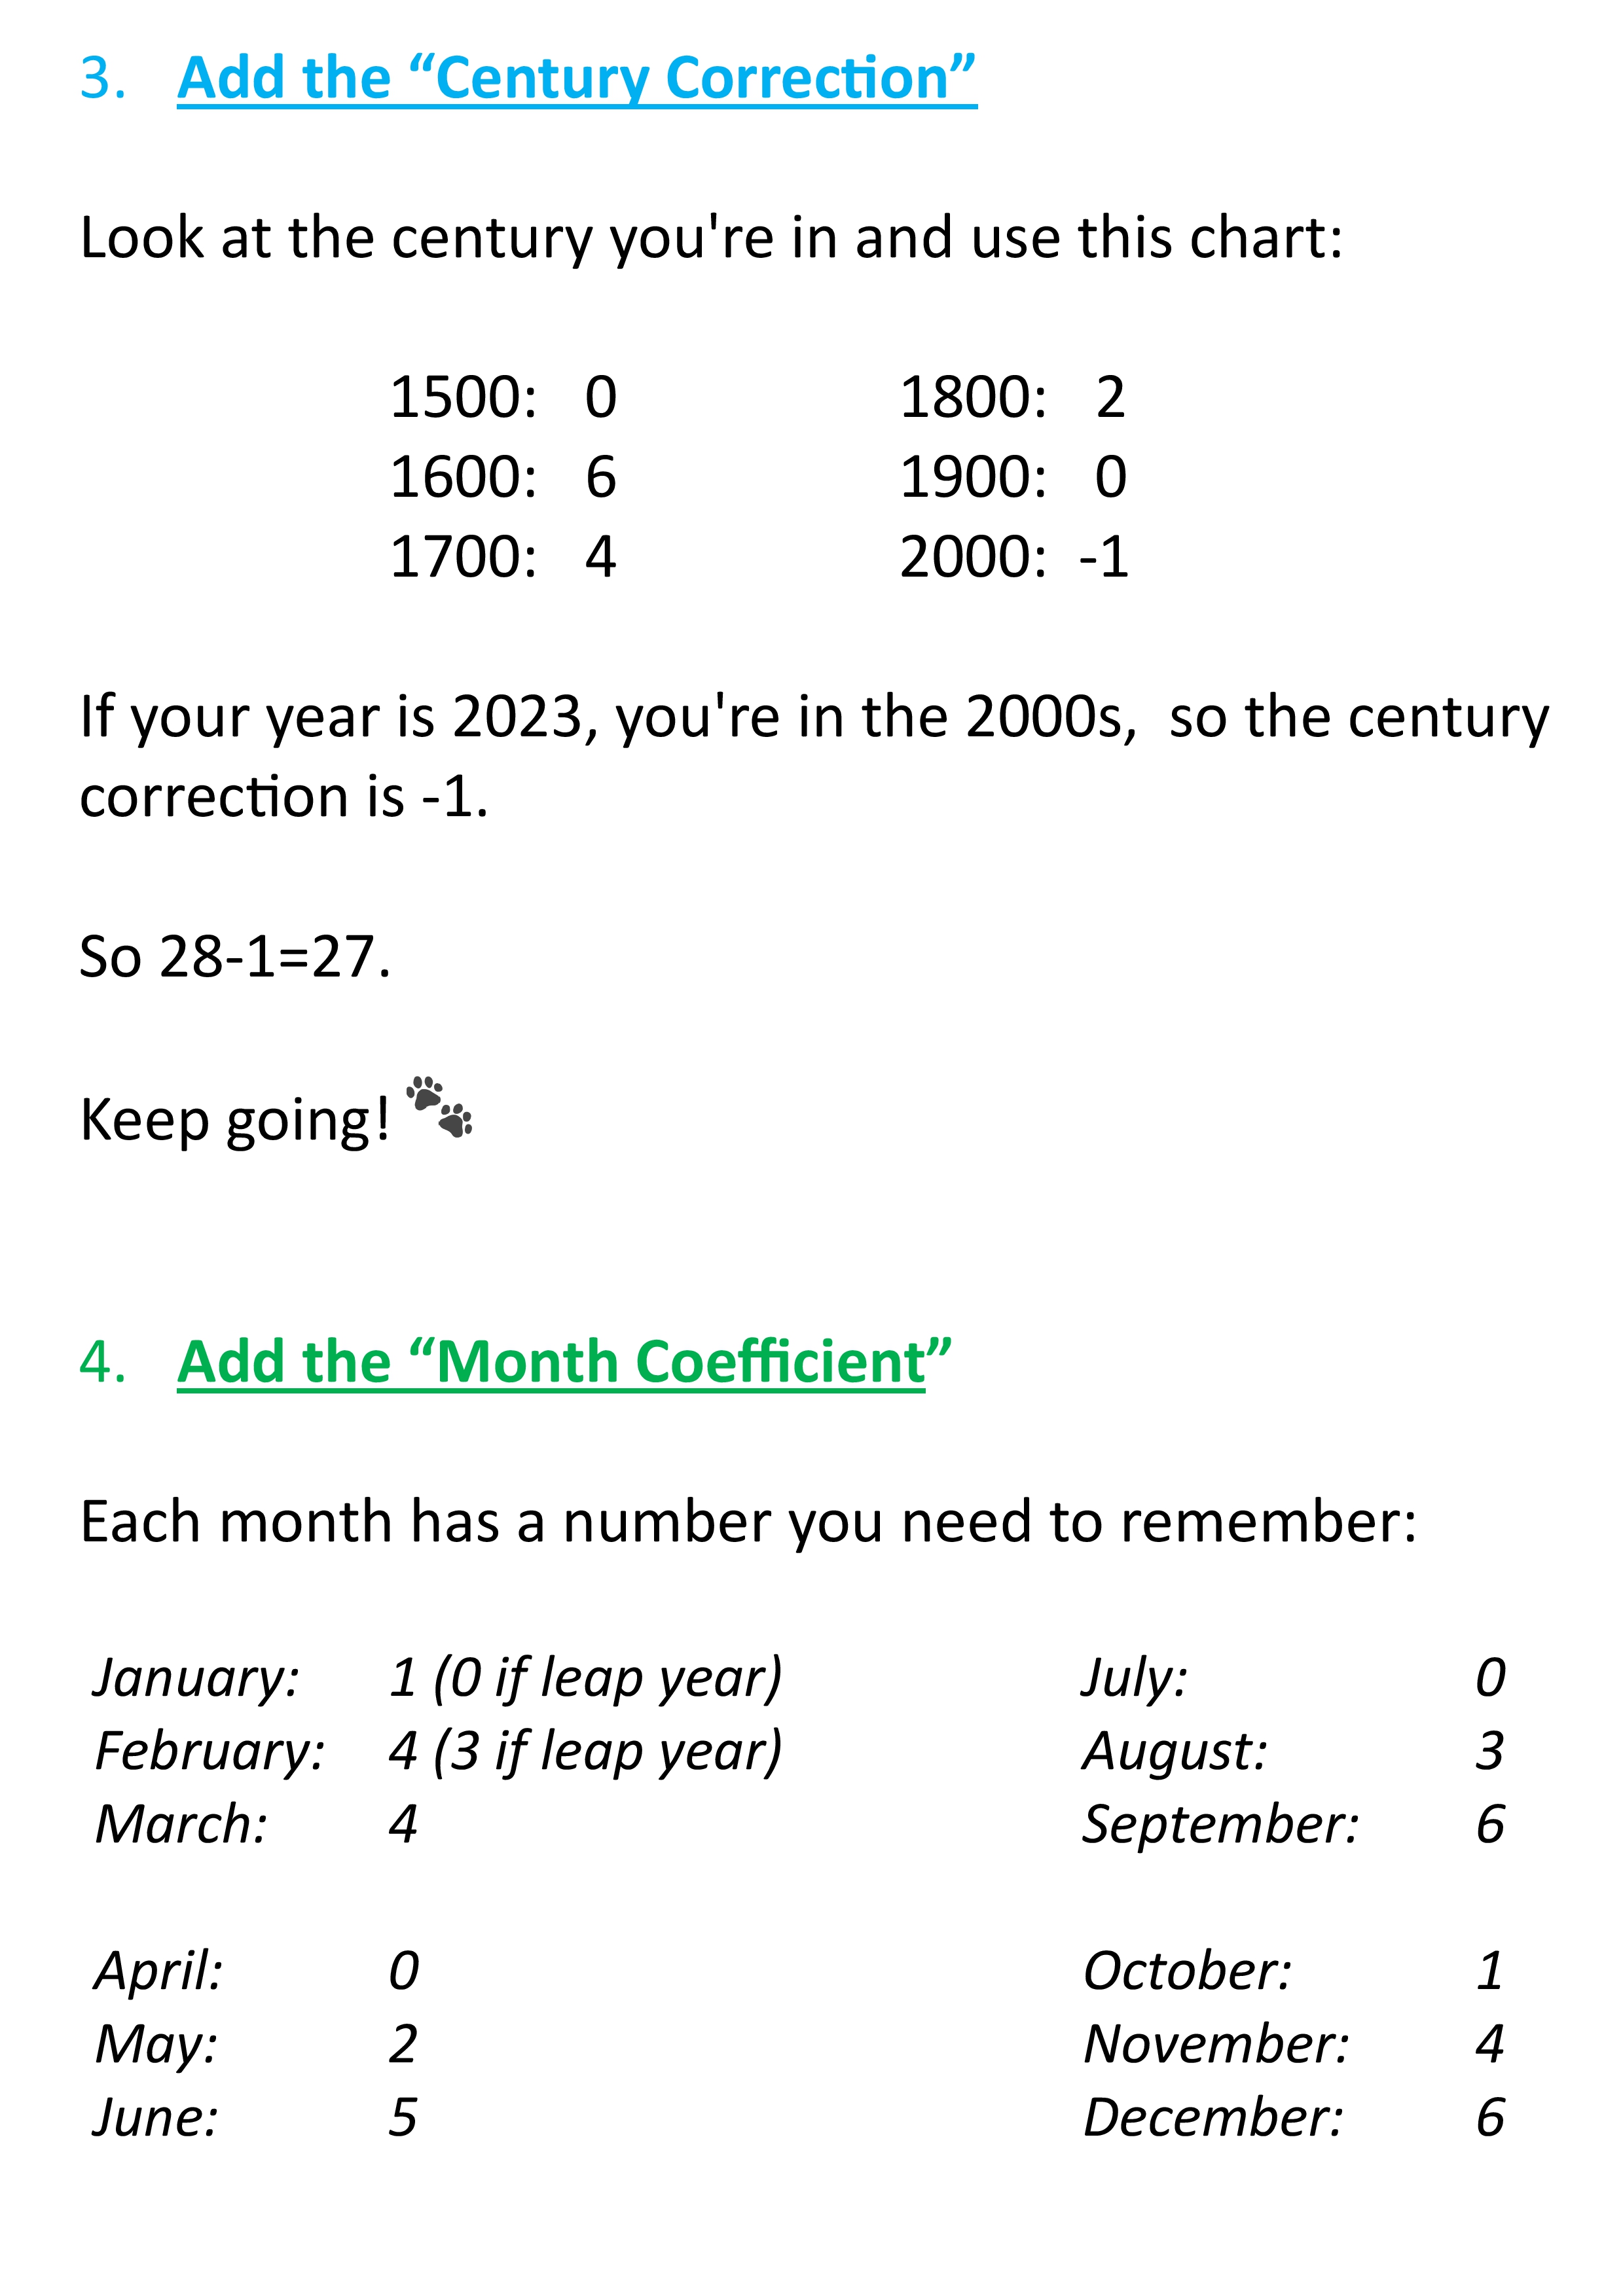 3. Add the “Century Correction”
Look at the century you're in and use this chart:
1500: 0 1800: 2
1600: 6 1900: 0
1700: 4 2000: -1
If your year is 2023, you're in the 2000s,  so the century
correction is -1.
So 28-1=27.
Keep going! 🐾
4. Add the “Month Coefficient”
Each month has a number you need to remember:
January: 1 (0 if leap year) July: 0
February: 4 (3 if leap year) August: 3
March: 4 September: 6
April: 0 October: 1
May: 2 November: 4
June: 5 December: 6